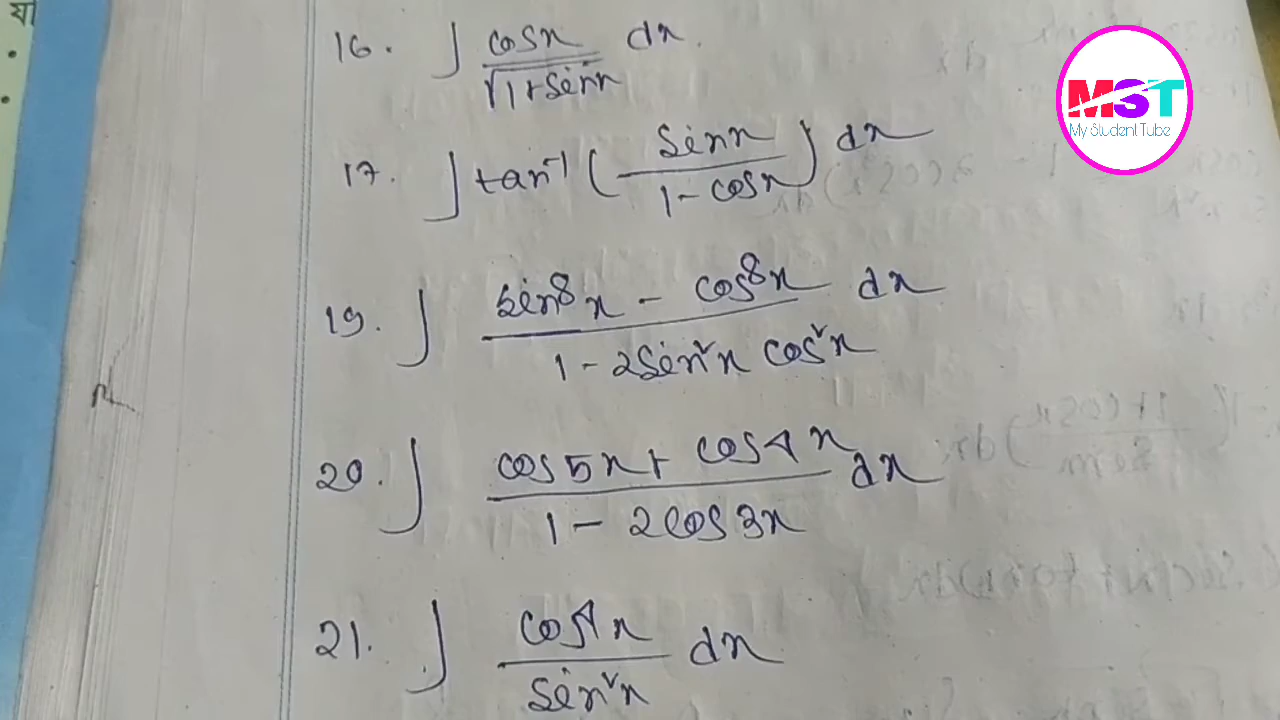 16. ∫ cosx / √1+sinx dx.
MST
My Student Tube
17. ∫ tan⁻¹ ( sinx / 1 - cosx ) dx
19. ∫ sin⁸x - cos⁸x / 1 - 2sin²x cos²x dx
20. ∫ cos5x + cos4x / 1 - 2cos3x dx
21. ∫ cos⁴x / sin²x dx